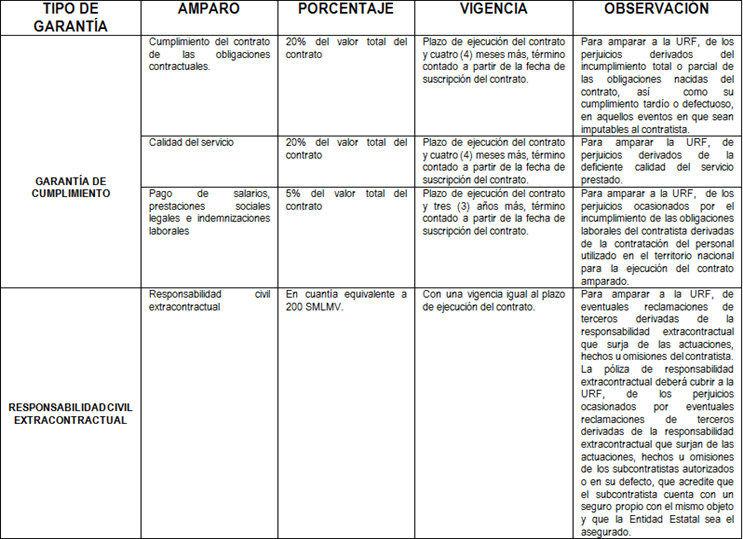 TIPO DE
GARANTÍA
AMPARO
PORCENTAJE
VIGENCIA
OBSERVACIÓN
GARANTÍA DE
CUMPLIMIENTO
Cumplimiento del contrato
de las obligaciones
contractuales.
20% del valor total del
contrato
Plazo de ejecución del contrato
y cuatro (4) meses más, término
contado a partir de la fecha de
suscripción del contrato.
Para amparar a la URF, de los
perjuicios derivados del
incumplimiento total o parcial de
las obligaciones nacidas del
contrato, así como su
cumplimiento tardío o defectuoso,
en aquellos eventos en que sean
imputables al contratista.
Calidad del servicio
20% del valor total del
contrato
Plazo de ejecución del contrato
y cuatro (4) meses más, término
contado a partir de la fecha de
suscripción del contrato.
Para amparar la URF, de
perjuicios derivados de la
deficiente calidad del servicio
prestado.
Pago de salarios,
prestaciones sociales
legales e indemnizaciones
laborales
5% del valor total del
contrato
Plazo de ejecución del contrato
y tres (3) años más, término
contado a partir de la fecha de
suscripción del contrato.
Para amparar a la URF, de los
perjuicios ocasionados por el
incumplimiento de las obligaciones
laborales del contratista derivadas
de la contratación del personal
utilizado en el territorio nacional
para la ejecución del contrato
amparado.
RESPONSABILIDAD CIVIL
EXTRACONTRACTUAL
Responsabilidad civil
extracontractual
En cuantía equivalente a
200 SMLMV.
Con una vigencia igual al plazo
de ejecución del contrato.
Para amparar a la URF, de
eventuales reclamaciones de
terceros derivadas de la
responsabilidad extracontractual
que surja de las actuaciones,
hechos u omisiones del contratista.
La póliza de responsabilidad
extracontractual deberá cubrir a la
URF, de los perjuicios
ocasionados por eventuales
reclamaciones de terceros
derivadas de la responsabilidad
extracontractual que surjan de las
actuaciones, hechos u omisiones
de los subcontratistas autorizados
o en su defecto, que acredite que
el subcontratista cuenta con un
seguro propio con el mismo objeto
y que la Entidad Estatal sea el
asegurado.